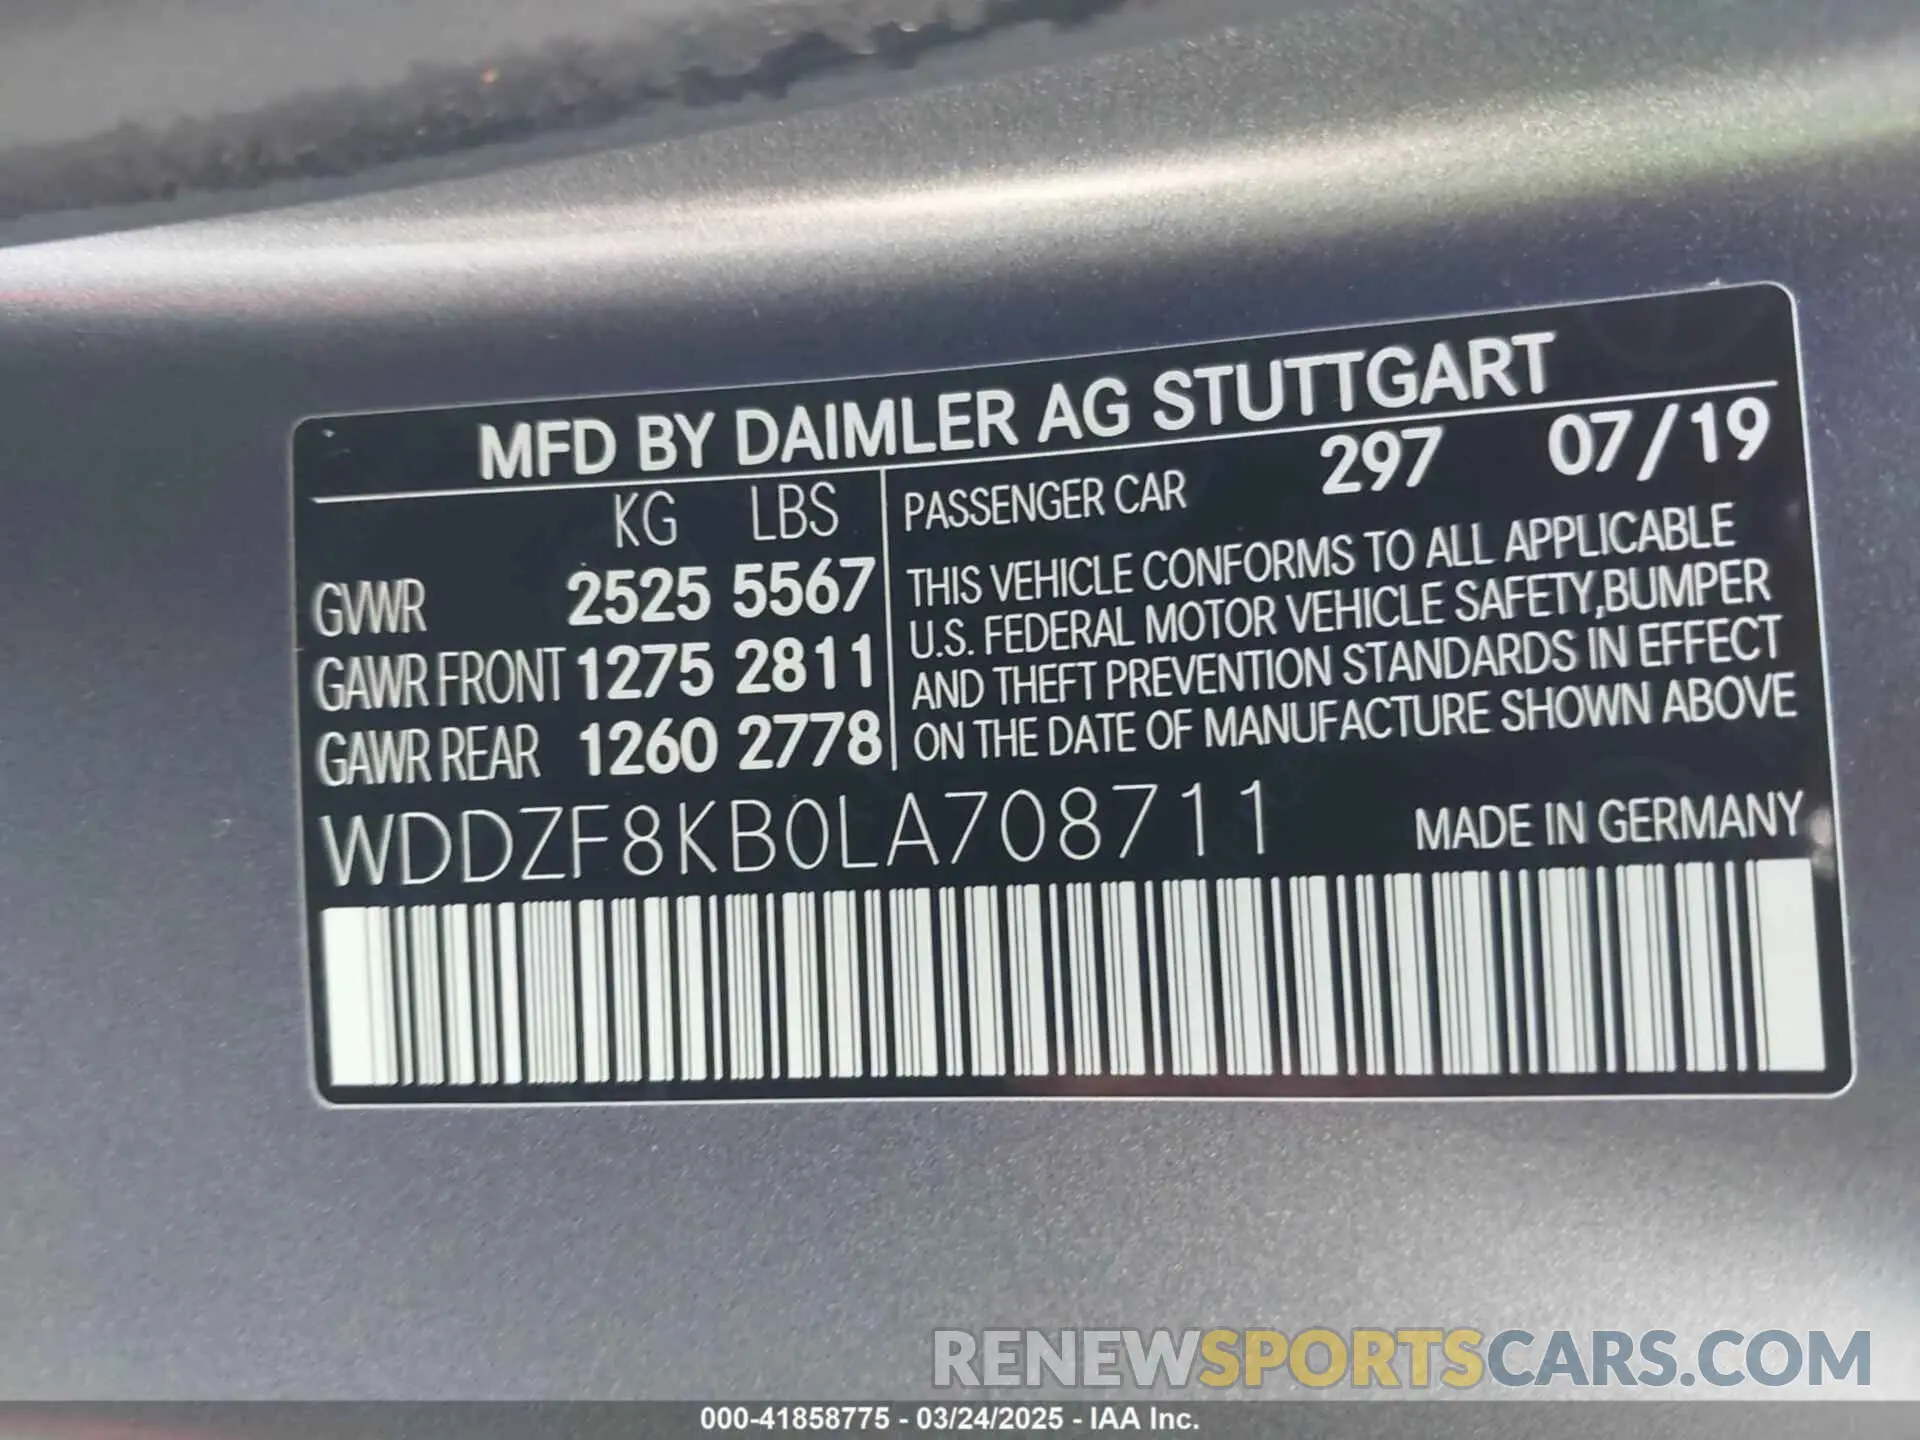 MFD BY DAIMLER AG STUTTGART
KG LBS
GVWR 2525 5567
GAWR FRONT 1275 2811
GAWR REAR 1260 2778
PASSENGER CAR 297 07/19
THIS VEHICLE CONFORMS TO ALL APPLICABLE
U.S. FEDERAL MOTOR VEHICLE SAFETY,BUMPER
AND THEFT PREVENTION STANDARDS IN EFFECT
ON THE DATE OF MANUFACTURE SHOWN ABOVE
WDDZF8KB0LA708711 MADE IN GERMANY
RENEWSPORTSCARS.COM
000-41858775 - 03/24/2025 - IAA Inc.